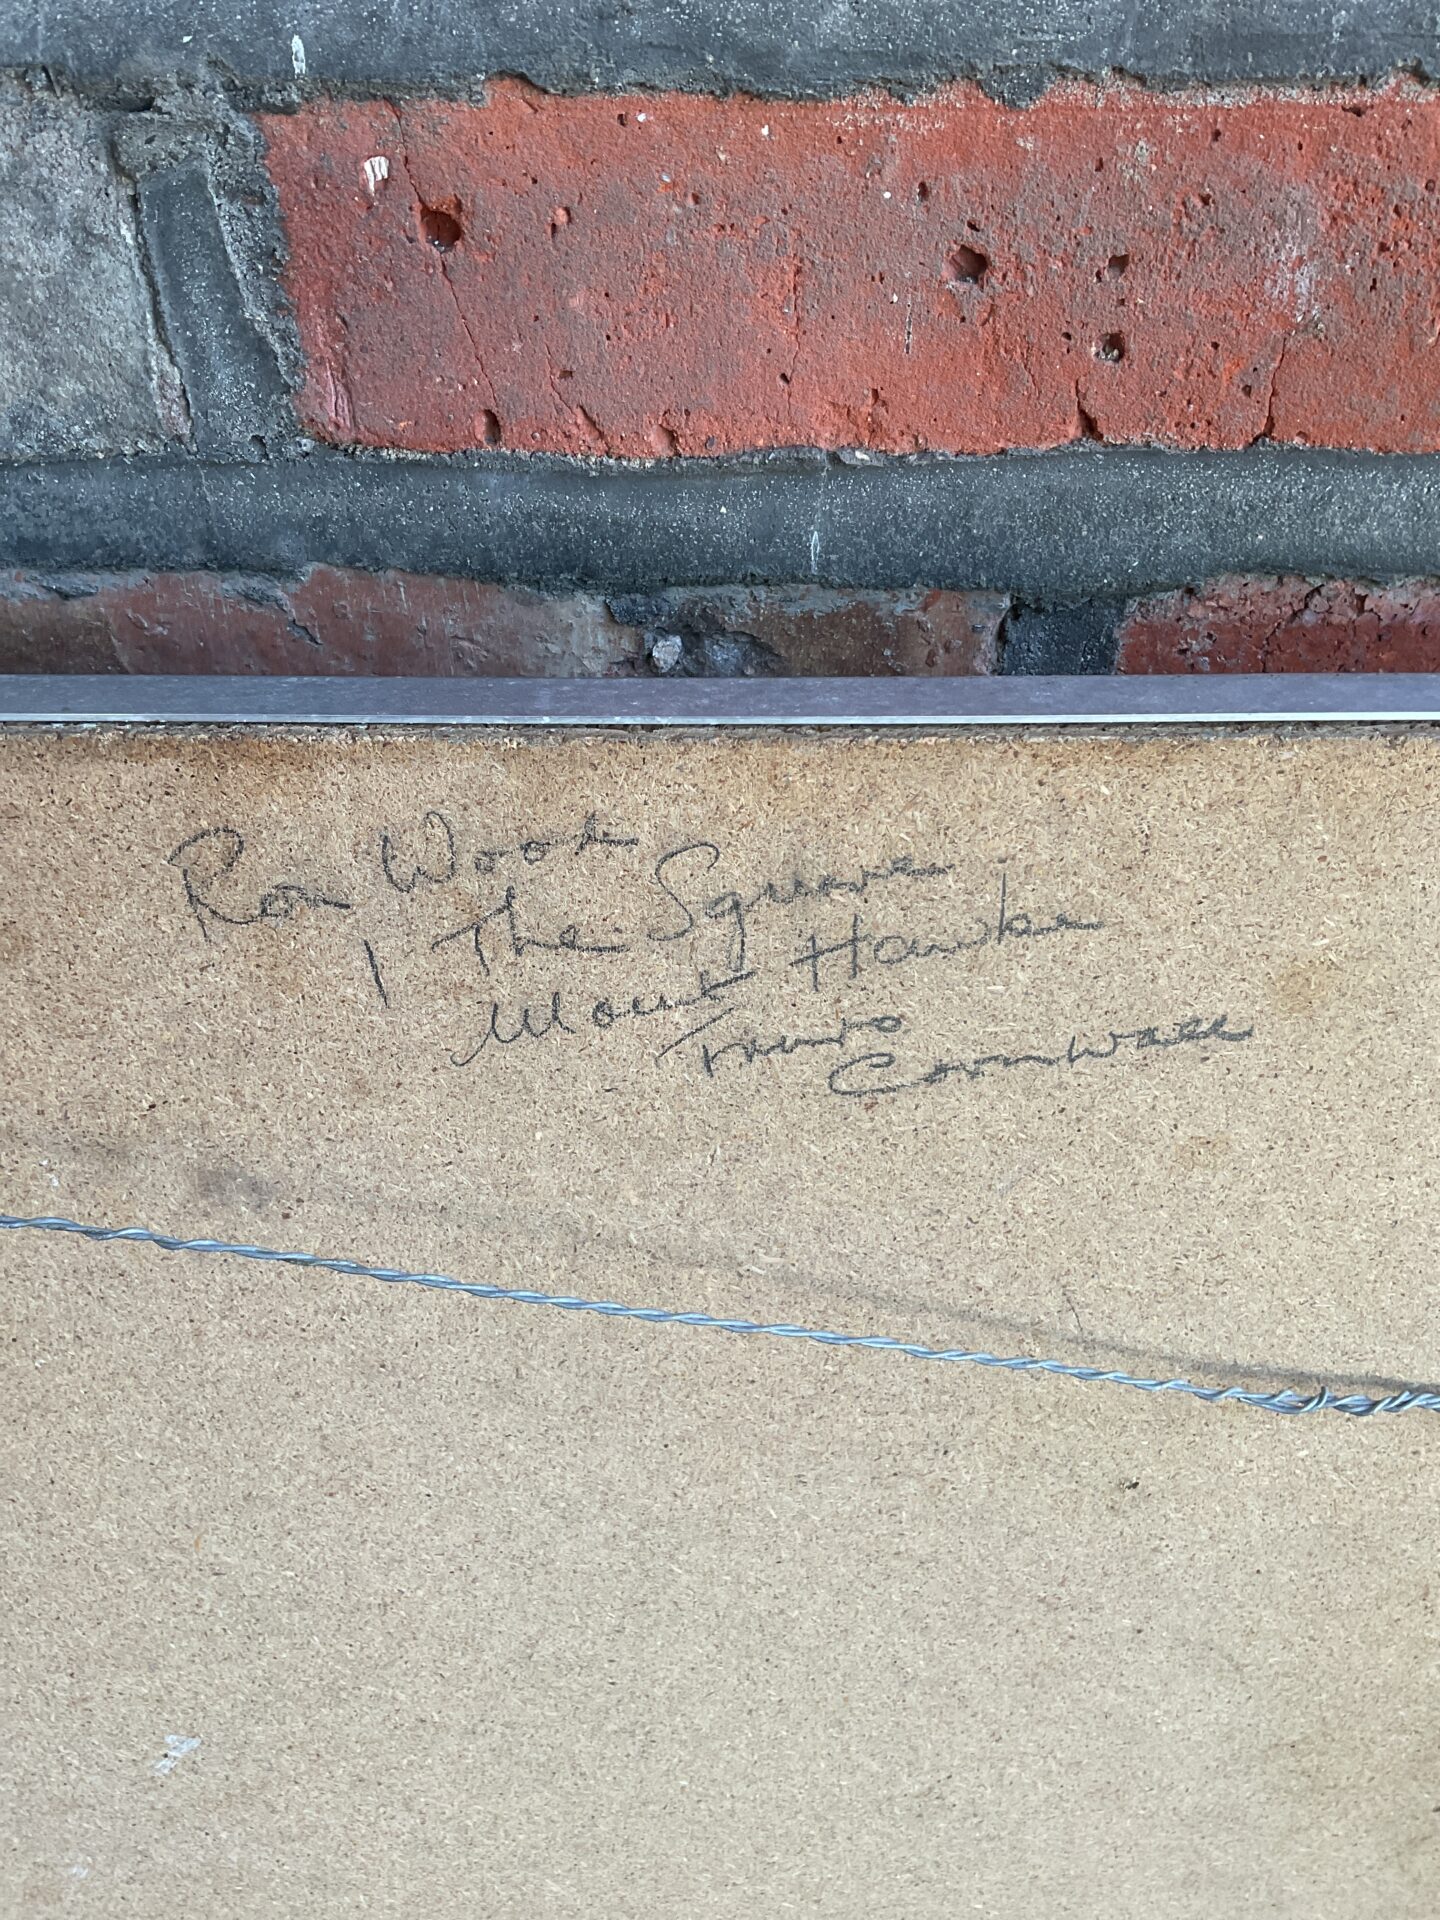 Ron Wood
1 The Square
Mount Hawke
Truro
Cornwall